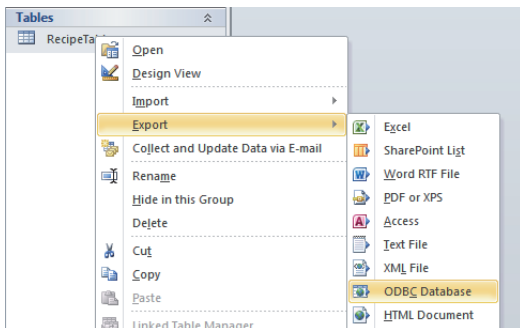 Tables
RecipeTa
Open
Design View
Import
Export
Collect and Update Data via E-mail
Rename
Hide in this Group
Delete
Cut
Copy
Paste
Linked Table Manager
Excel
SharePoint List
Word RTF File
PDF or XPS
Access
Text File
XML File
ODBC Database
HTML Document